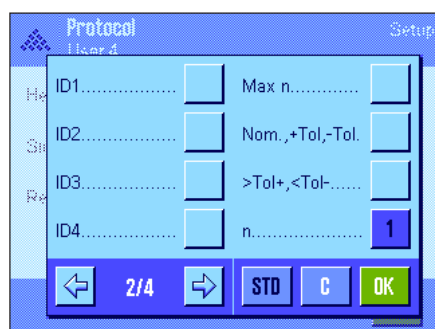 Protocol
Setup
User 4
ID1................. Max n.............
ID2................. Nom.,+Tol,-Tol.
ID3................. >Tol+,<Tol-......
ID4................. n...................... 1
2/4 STD C OK